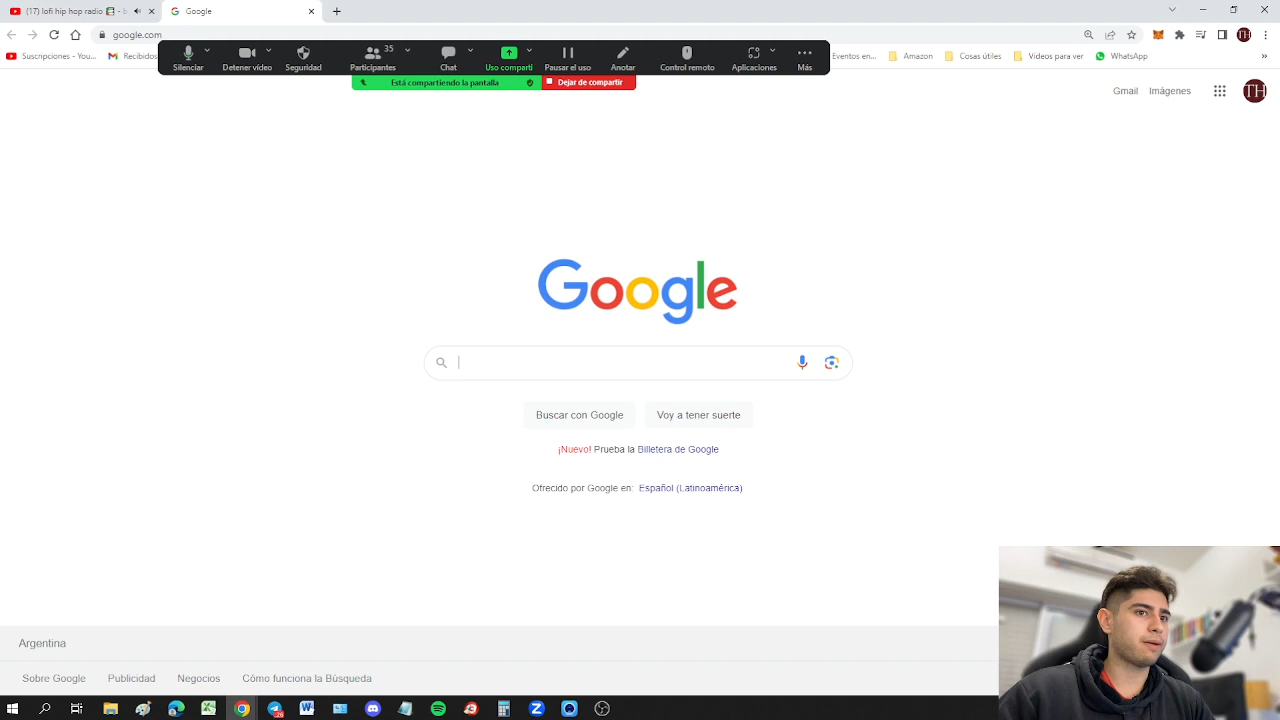 (17) lofi hip hop radio
Google
google.com
Suscripciones - You...
Recibidos
Eventos en...
Amazon
Cosas útiles
Videos para ver
WhatsApp
35
Silenciar
Detener vídeo
Seguridad
Participantes
Chat
Uso comparti
Pausar el uso
Anotar
Control remoto
Aplicaciones
Más
Está compartiendo la pantalla
Dejar de compartir
Gmail
Imágenes
TH
Google
Buscar con Google
Voy a tener suerte
¡Nuevo! Prueba la Billetera de Google
Ofrecido por Google en: Español (Latinoamérica)
Argentina
Sobre Google
Publicidad
Negocios
Cómo funciona la Búsqueda